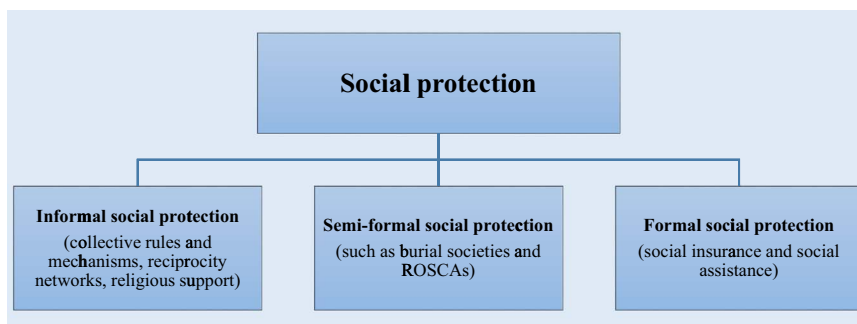 Social protection
Informal social protection
(collective rules and
mechanisms, reciprocity
networks, religious support)
Semi-formal social protection
(such as burial societies and
ROSCAs)
Formal social protection
(social insurance and social
assistance)